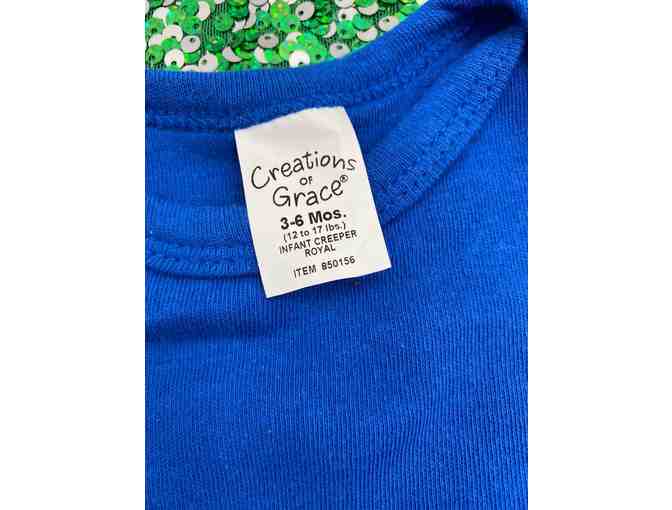 Creations
OF
Grace®
3-6 Mos.
(12 to 17 lbs.)
INFANT CREEPER
ROYAL
ITEM 850156